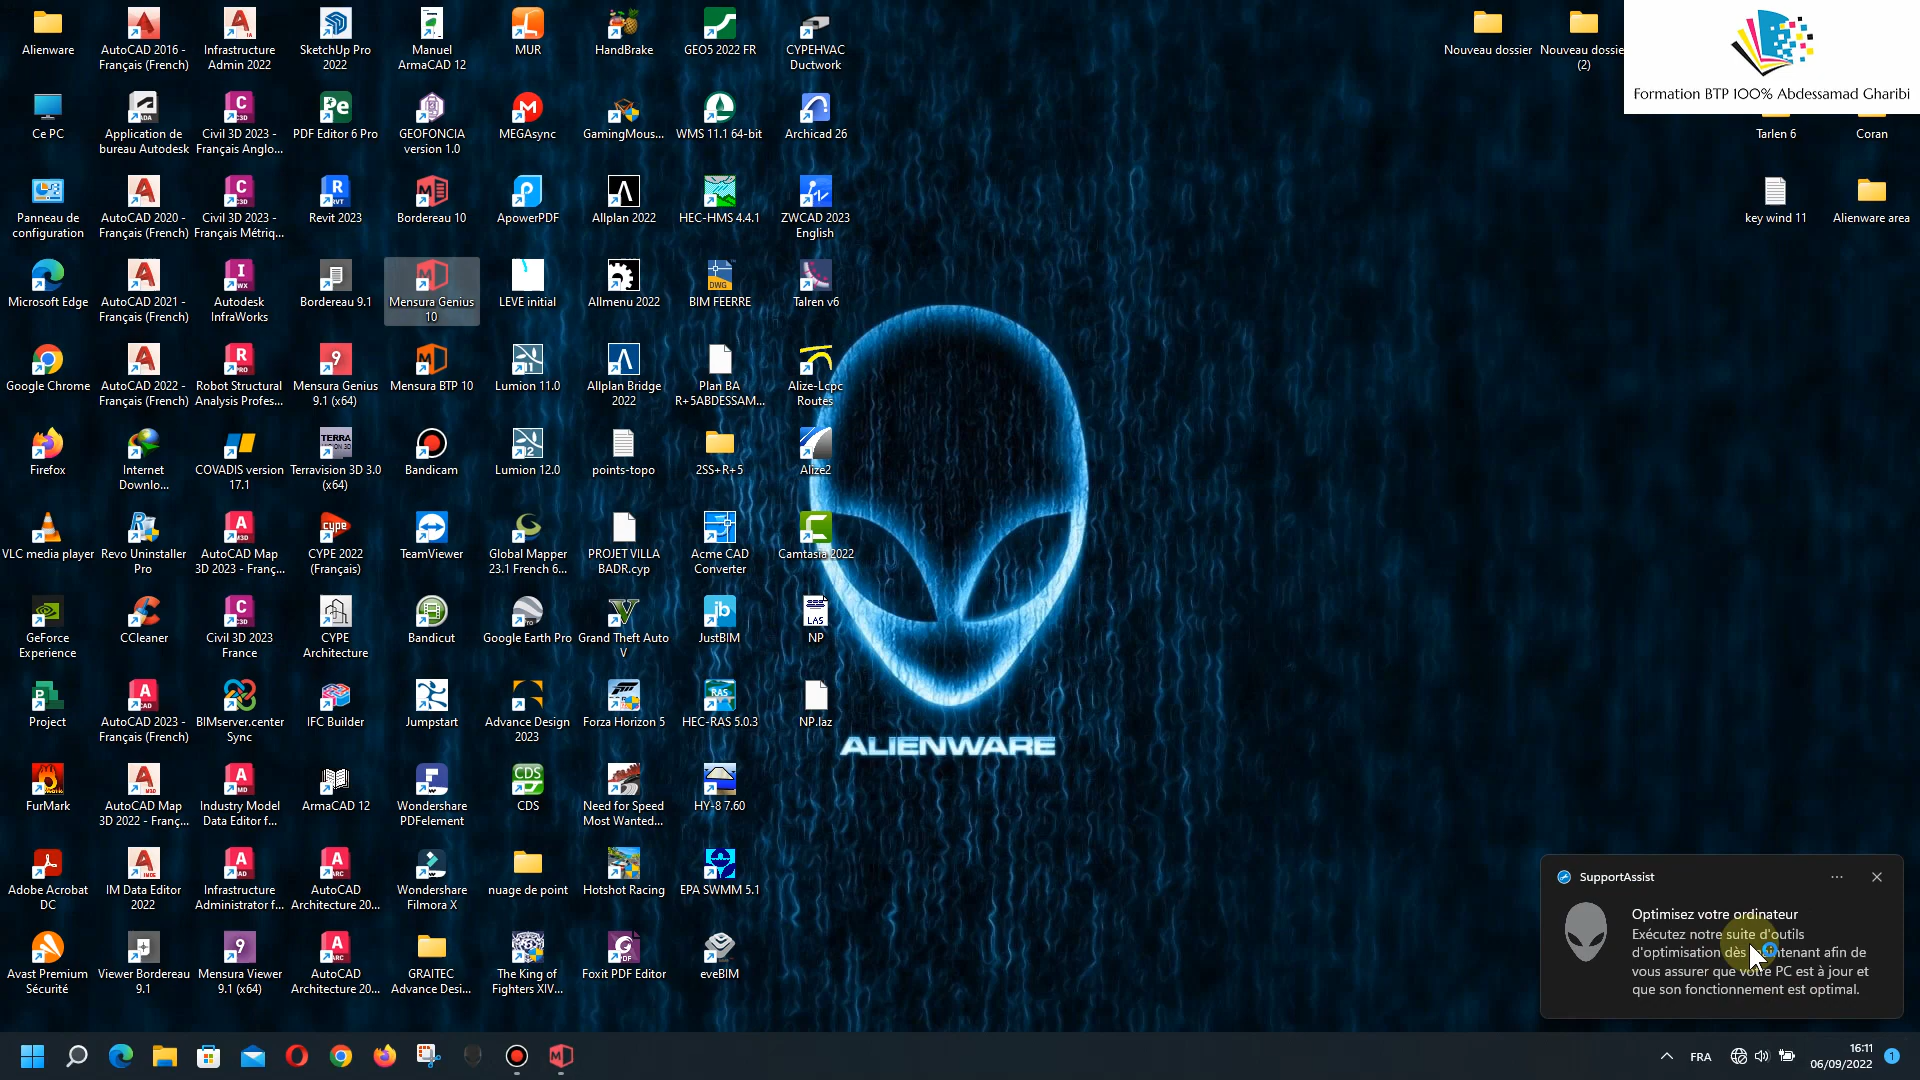 Alienware
AutoCAD 2016 -
Français (French)
Infrastructure
Admin 2022
SketchUp Pro
2022
Manuel
ArmaCAD 12
MUR
HandBrake
GEO5 2022 FR
CYPEHVAC
Ductwork
Nouveau dossier
Nouveau dossie
(2)
Formation BTP 100% Abdessamad Gharibi
Ce PC
Application de
bureau Autodesk
Civil 3D 2023 -
Français Anglo...
PDF Editor 6 Pro
GEOFONCIA
version 1.0
MEGAsync
GamingMous...
WMS 11.1 64-bit
Archicad 26
Tarlen 6
Coran
Panneau de
configuration
AutoCAD 2020 -
Français (French)
Civil 3D 2023 -
Français Métriq...
Revit 2023
Bordereau 10
ApowerPDF
Allplan 2022
HEC-HMS 4.4.1
ZWCAD 2023
English
key wind 11
Alienware area
Microsoft Edge
AutoCAD 2021 -
Français (French)
Autodesk
InfraWorks
Bordereau 9.1
Mensura Genius
10
LEVE initial
Allmenu 2022
BIM FEERRE
Talren v6
Google Chrome
AutoCAD 2022 -
Français (French)
Robot Structural
Analysis Profes...
Mensura Genius
9.1 (x64)
Mensura BTP 10
Lumion 11.0
Allplan Bridge
2022
Plan BA
R+5ABDESSAM...
Alize-Lcpc
Routes
Firefox
Internet
Downlo...
COVADIS version
17.1
Terravision 3D 3.0
(x64)
Bandicam
Lumion 12.0
points-topo
2SS+R+5
Alize2
VLC media player
Revo Uninstaller
Pro
AutoCAD Map
3D 2023 - Franç...
CYPE 2022
(Français)
TeamViewer
Global Mapper
23.1 French 6...
PROJET VILLA
BADR.cyp
Acme CAD
Converter
Camtasia 2022
GeForce
Experience
CCleaner
Civil 3D 2023
France
CYPE
Architecture
Bandicut
Google Earth Pro
Grand Theft Auto
V
JustBIM
NP
Project
AutoCAD 2023 -
Français (French)
BIMserver.center
Sync
IFC Builder
Jumpstart
Advance Design
2023
Forza Horizon 5
HEC-RAS 5.0.3
NP.laz
ALIENWARE
FurMark
AutoCAD Map
3D 2022 - Franç...
Industry Model
Data Editor f...
ArmaCAD 12
Wondershare
PDFelement
CDS
Need for Speed
Most Wanted...
HY-8 7.60
Adobe Acrobat
DC
IM Data Editor
2022
Infrastructure
Administrator f...
AutoCAD
Architecture 20...
Wondershare
Filmora X
nuage de point
Hotshot Racing
EPA SWMM 5.1
Avast Premium
Sécurité
Viewer Bordereau
9.1
Mensura Viewer
9.1 (x64)
AutoCAD
Architecture 20...
GRAITEC
Advance Desi...
The King of
Fighters XIV...
Foxit PDF Editor
eveBIM
SupportAssist
Optimisez votre ordinateur
Exécutez notre suite d'outils
d'optimisation dès tenant afin de
vous assurer que votre PC est à jour et
que son fonctionnement est optimal.
FRA
16:11
06/09/2022
1